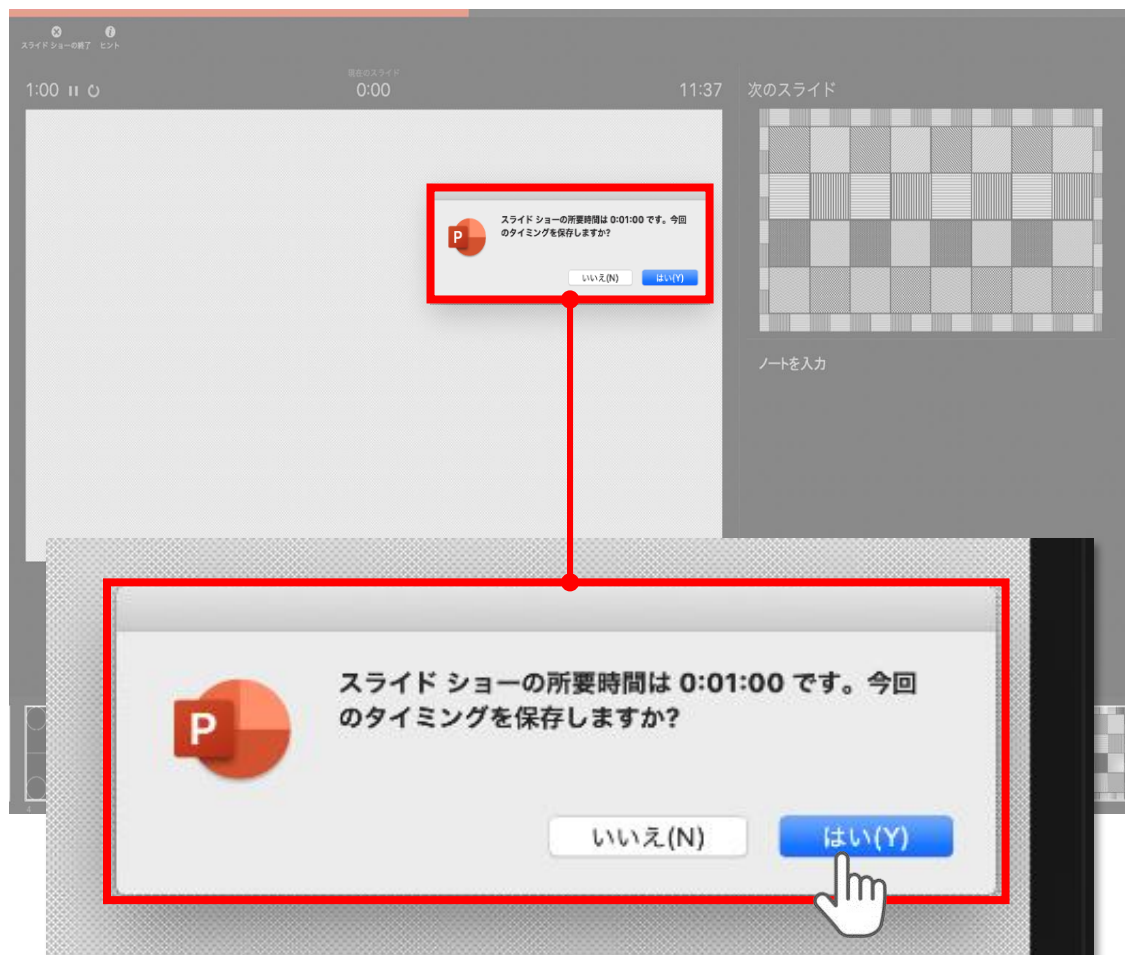 スライド ショーの終了 ヒント
現在のスライド
1:00 0:00 11:37 次のスライド
スライド ショーの所要時間は 0:01:00 です。今回
のタイミングを保存しますか?
P
いいえ(N) はい(Y)
ノートを入力
スライド ショーの所要時間は 0:01:00 です。今回
のタイミングを保存しますか?
P
いいえ(N) はい(Y)
4